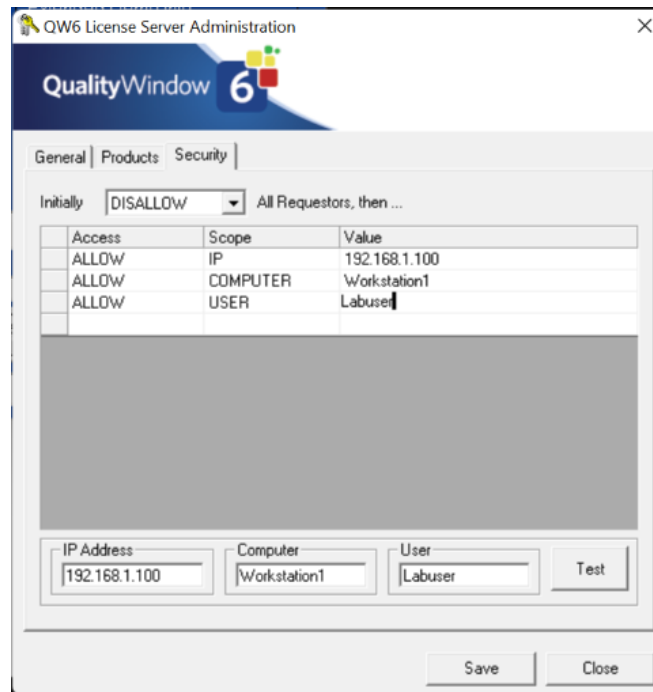 QW6 License Server Administration
QualityWindow 6
General Products Security
Initially DISALLOW All Requestors, then ...
Access Scope Value
ALLOW IP 192.168.1.100
ALLOW COMPUTER Workstation1
ALLOW USER Labuser
IP Address Computer User
192.168.1.100 Workstation1 Labuser Test
Save Close